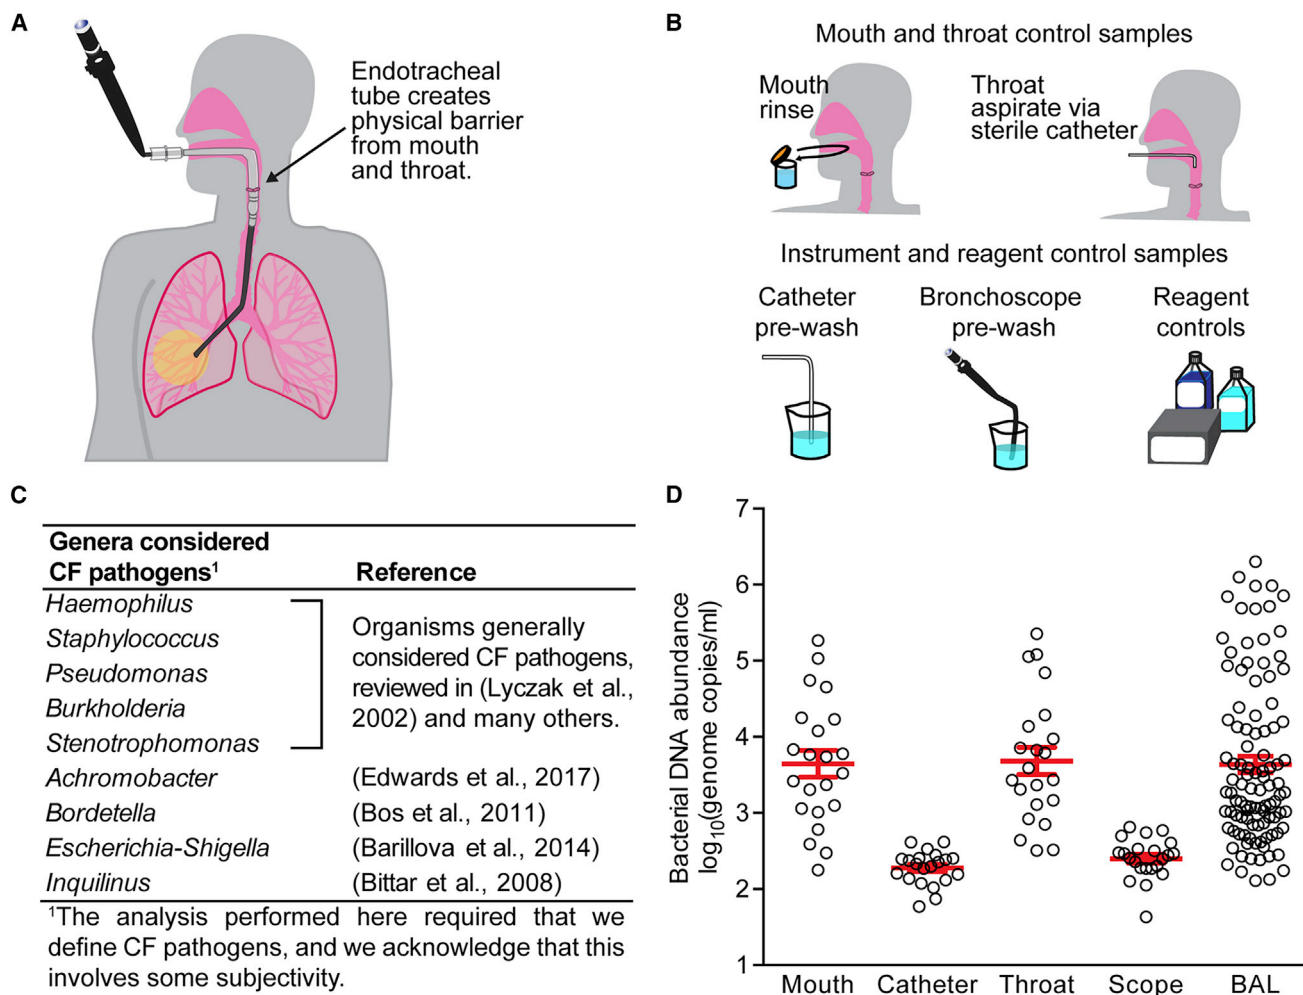 A
Endotracheal
tube creates
physical barrier
from mouth
and throat.
B
Mouth and throat control samples
Mouth
rinse
Throat
aspirate via
sterile catheter
Instrument and reagent control samples
Catheter
pre-wash
Bronchoscope
pre-wash
Reagent
controls
C
Genera considered
CF pathogens¹
Reference
Haemophilus
Staphylococcus
Pseudomonas
Burkholderia
Stenotrophomonas
Organisms generally
considered CF pathogens,
reviewed in (Lyczak et al.,
2002) and many others.
Achromobacter (Edwards et al., 2017)
Bordetella (Bos et al., 2011)
Escherichia-Shigella (Barillova et al., 2014)
Inquilinus (Bittar et al., 2008)
¹The analysis performed here required that we
define CF pathogens, and we acknowledge that this
involves some subjectivity.
D
Bacterial DNA abundance
log₁₀(genome copies/ml)
7
6
5
4
3
2
1
Mouth Catheter Throat Scope BAL